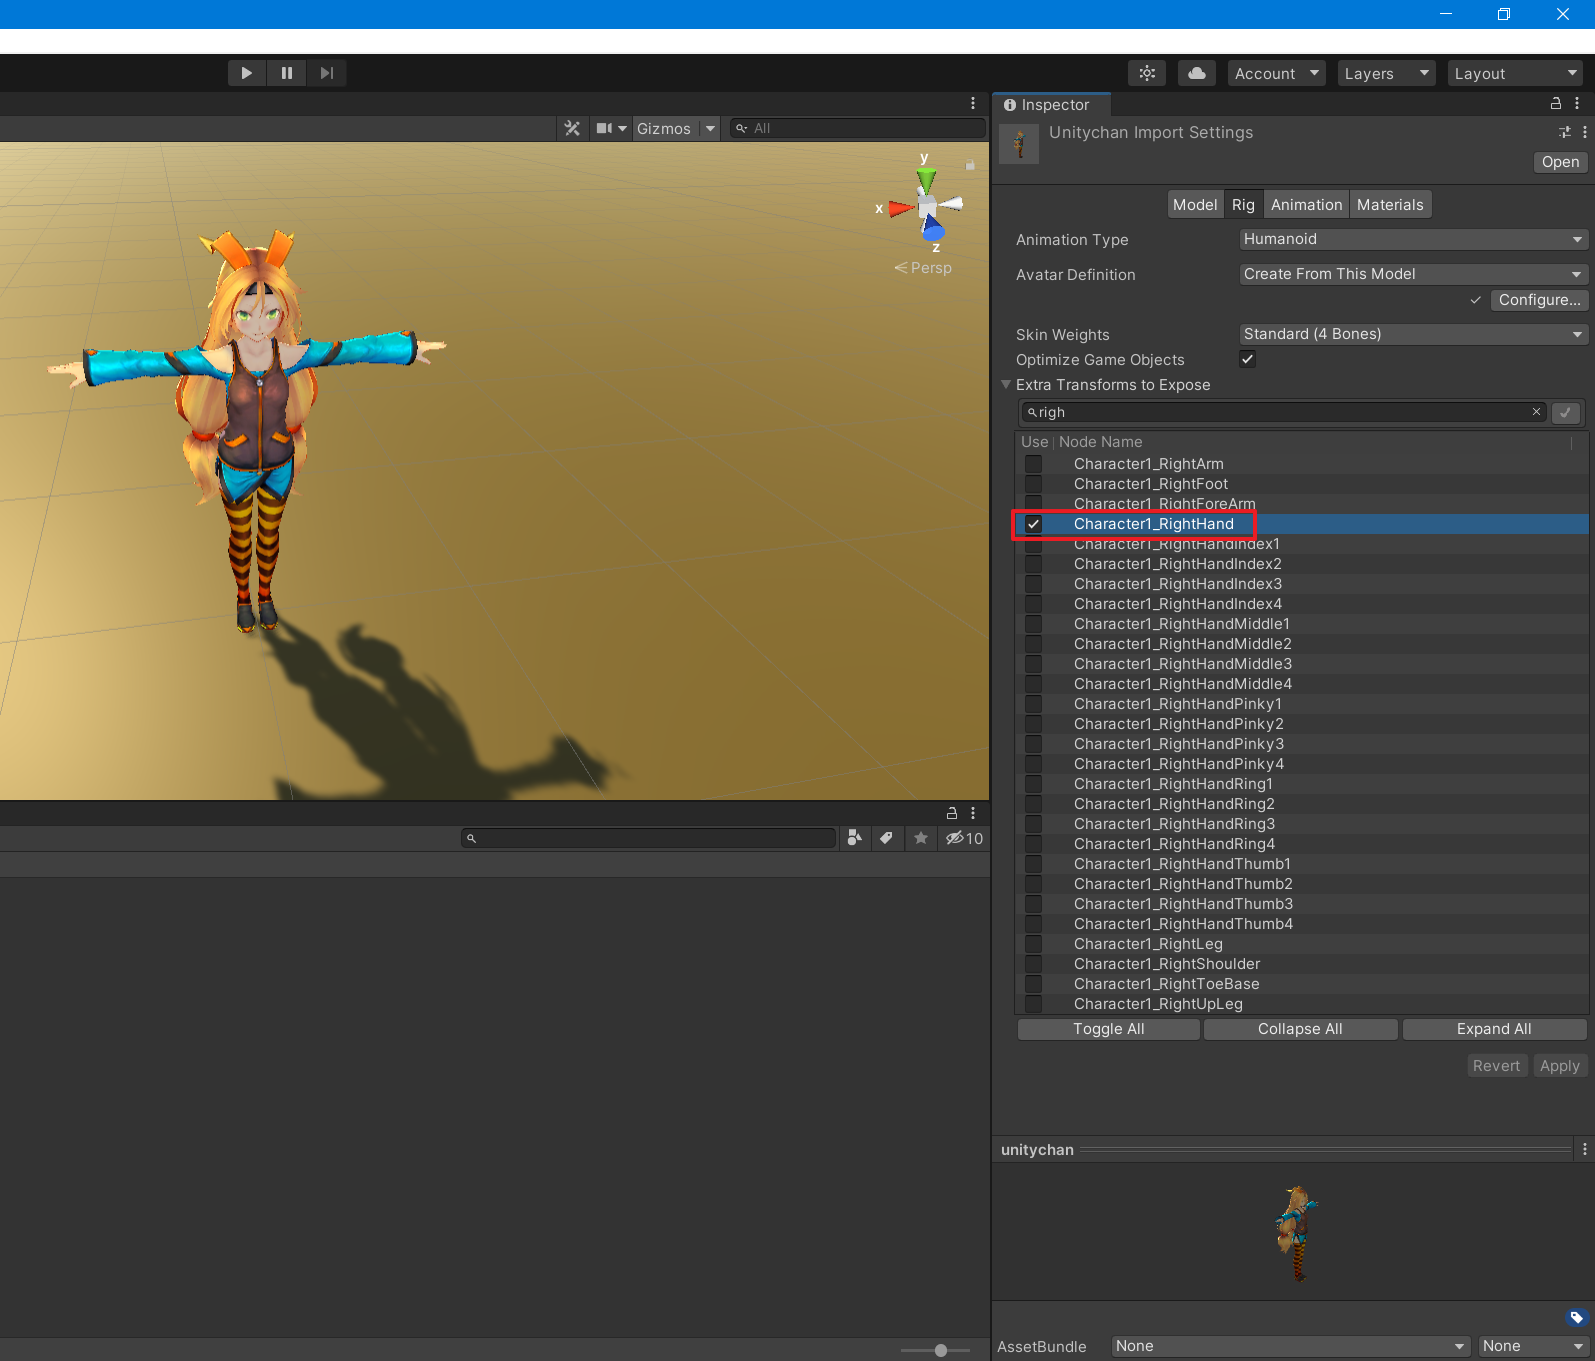 Account
Layers
Layout
Gizmos
All
Inspector
Unitychan Import Settings
Open
Model Rig Animation Materials
y
x
z
Persp
Animation Type Humanoid
Avatar Definition Create From This Model
Configure...
Skin Weights Standard (4 Bones)
Optimize Game Objects
Extra Transforms to Expose
righ
Use Node Name
Character1_RightArm
Character1_RightFoot
Character1_RightForeArm
Character1_RightHand
Character1_RightHandIndex1
Character1_RightHandIndex2
Character1_RightHandIndex3
Character1_RightHandIndex4
Character1_RightHandMiddle1
Character1_RightHandMiddle2
Character1_RightHandMiddle3
Character1_RightHandMiddle4
Character1_RightHandPinky1
Character1_RightHandPinky2
Character1_RightHandPinky3
Character1_RightHandPinky4
Character1_RightHandRing1
Character1_RightHandRing2
Character1_RightHandRing3
Character1_RightHandRing4
Character1_RightHandThumb1
Character1_RightHandThumb2
Character1_RightHandThumb3
Character1_RightHandThumb4
Character1_RightLeg
Character1_RightShoulder
Character1_RightToeBase
Character1_RightUpLeg
Toggle All Collapse All Expand All
Revert Apply
10
unitychan
AssetBundle None None